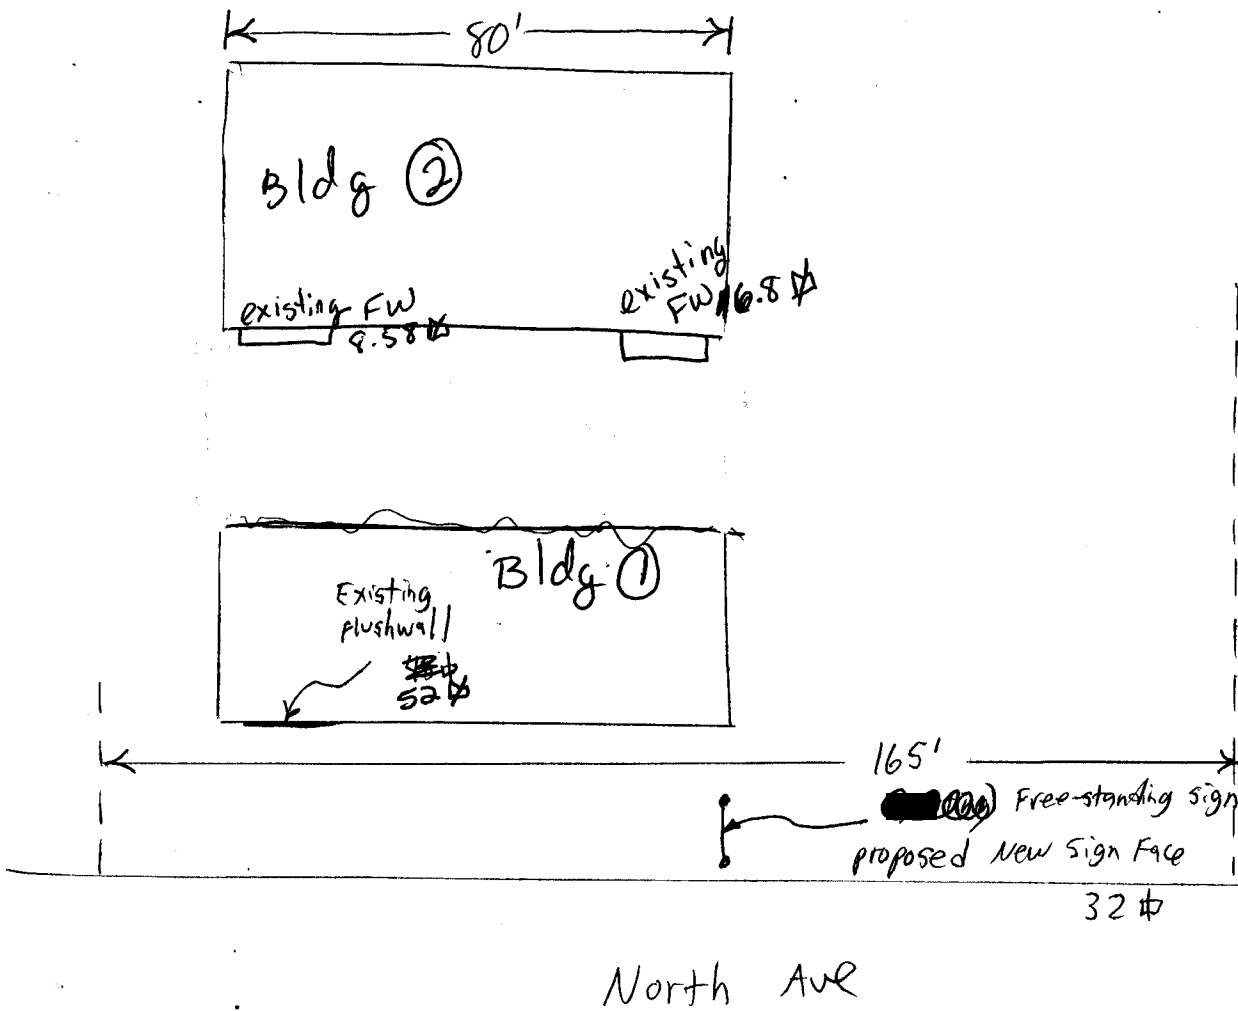 80'
Bldg ②
existing
FW 6.8 ⌷
existing FW
8.58 ⌷
Bldg. ①
Existing
flushwall
52 ⌷
165'
Free-standing sign
proposed New Sign Face
32 ⌷
North Ave